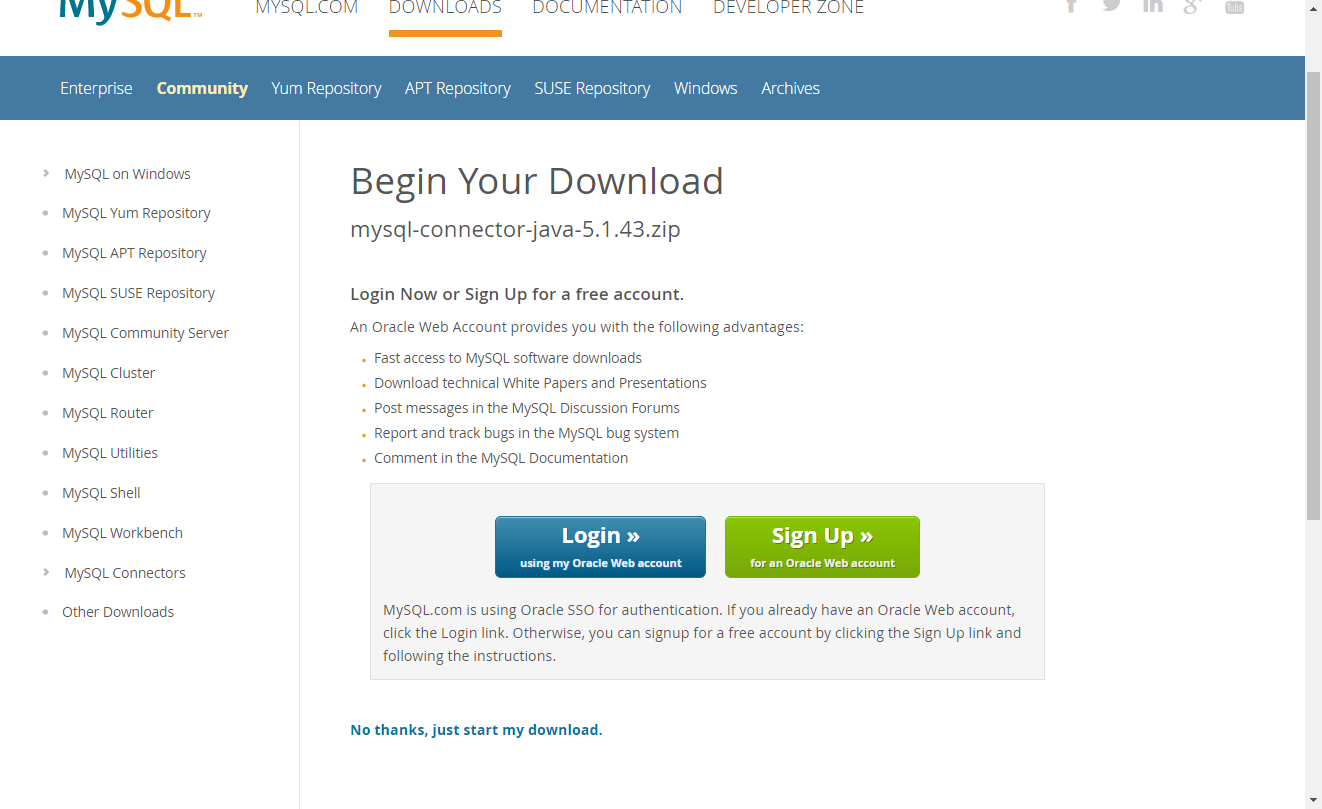 MySQL™
MYSQL.COM DOWNLOADS DOCUMENTATION DEVELOPER ZONE
Enterprise Community Yum Repository APT Repository SUSE Repository Windows Archives
MySQL on Windows
MySQL Yum Repository
MySQL APT Repository
MySQL SUSE Repository
MySQL Community Server
MySQL Cluster
MySQL Router
MySQL Utilities
MySQL Shell
MySQL Workbench
MySQL Connectors
Other Downloads
Begin Your Download
mysql-connector-java-5.1.43.zip
Login Now or Sign Up for a free account.
An Oracle Web Account provides you with the following advantages:
Fast access to MySQL software downloads
Download technical White Papers and Presentations
Post messages in the MySQL Discussion Forums
Report and track bugs in the MySQL bug system
Comment in the MySQL Documentation
Login »
using my Oracle Web account
Sign Up »
for an Oracle Web account
MySQL.com is using Oracle SSO for authentication. If you already have an Oracle Web account,
click the Login link. Otherwise, you can signup for a free account by clicking the Sign Up link and
following the instructions.
No thanks, just start my download.